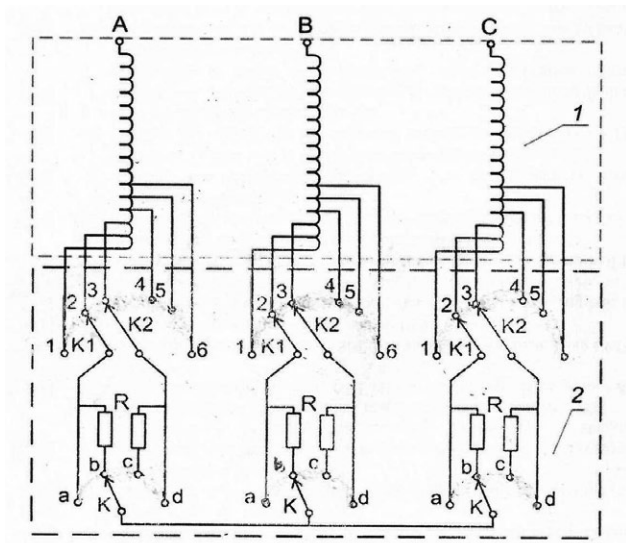 A B C
1
3 4 5 3 4 5 3 4 5
2 2 2
K2 K2 K2
1 K1 6 1 K1 6 1 K1
R R R
2
b c b c b c
a d a d a d
K K K